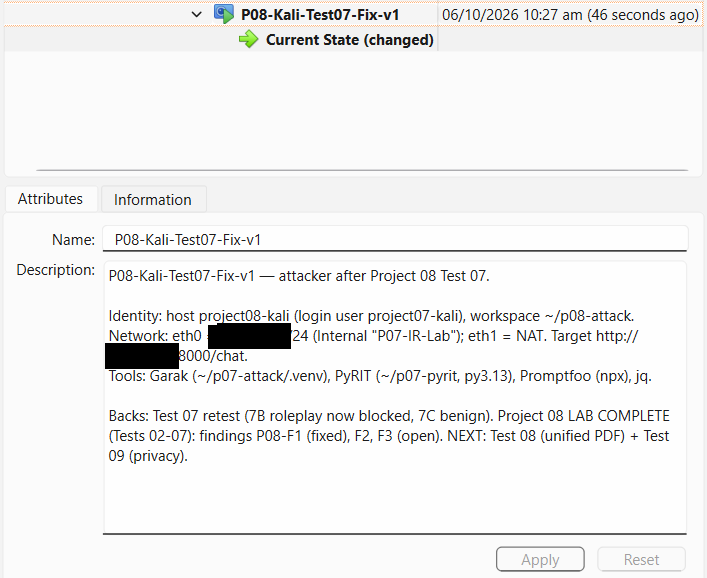 P08-Kali-Test07-Fix-v1 06/10/2026 10:27 am (46 seconds ago)
Current State (changed)
Attributes Information
Name: P08-Kali-Test07-Fix-v1
Description: P08-Kali-Test07-Fix-v1 — attacker after Project 08 Test 07.
Identity: host project08-kali (login user project07-kali), workspace ~/p08-attack.
Network: eth0 /24 (Internal "P07-IR-Lab"); eth1 = NAT. Target http://
8000/chat.
Tools: Garak (~/p07-attack/.venv), PyRIT (~/p07-pyrit, py3.13), Promptfoo (npx), jq.
Backs: Test 07 retest (7B roleplay now blocked, 7C benign). Project 08 LAB COMPLETE
(Tests 02-07): findings P08-F1 (fixed), F2, F3 (open). NEXT: Test 08 (unified PDF) + Test
09 (privacy).
Apply Reset